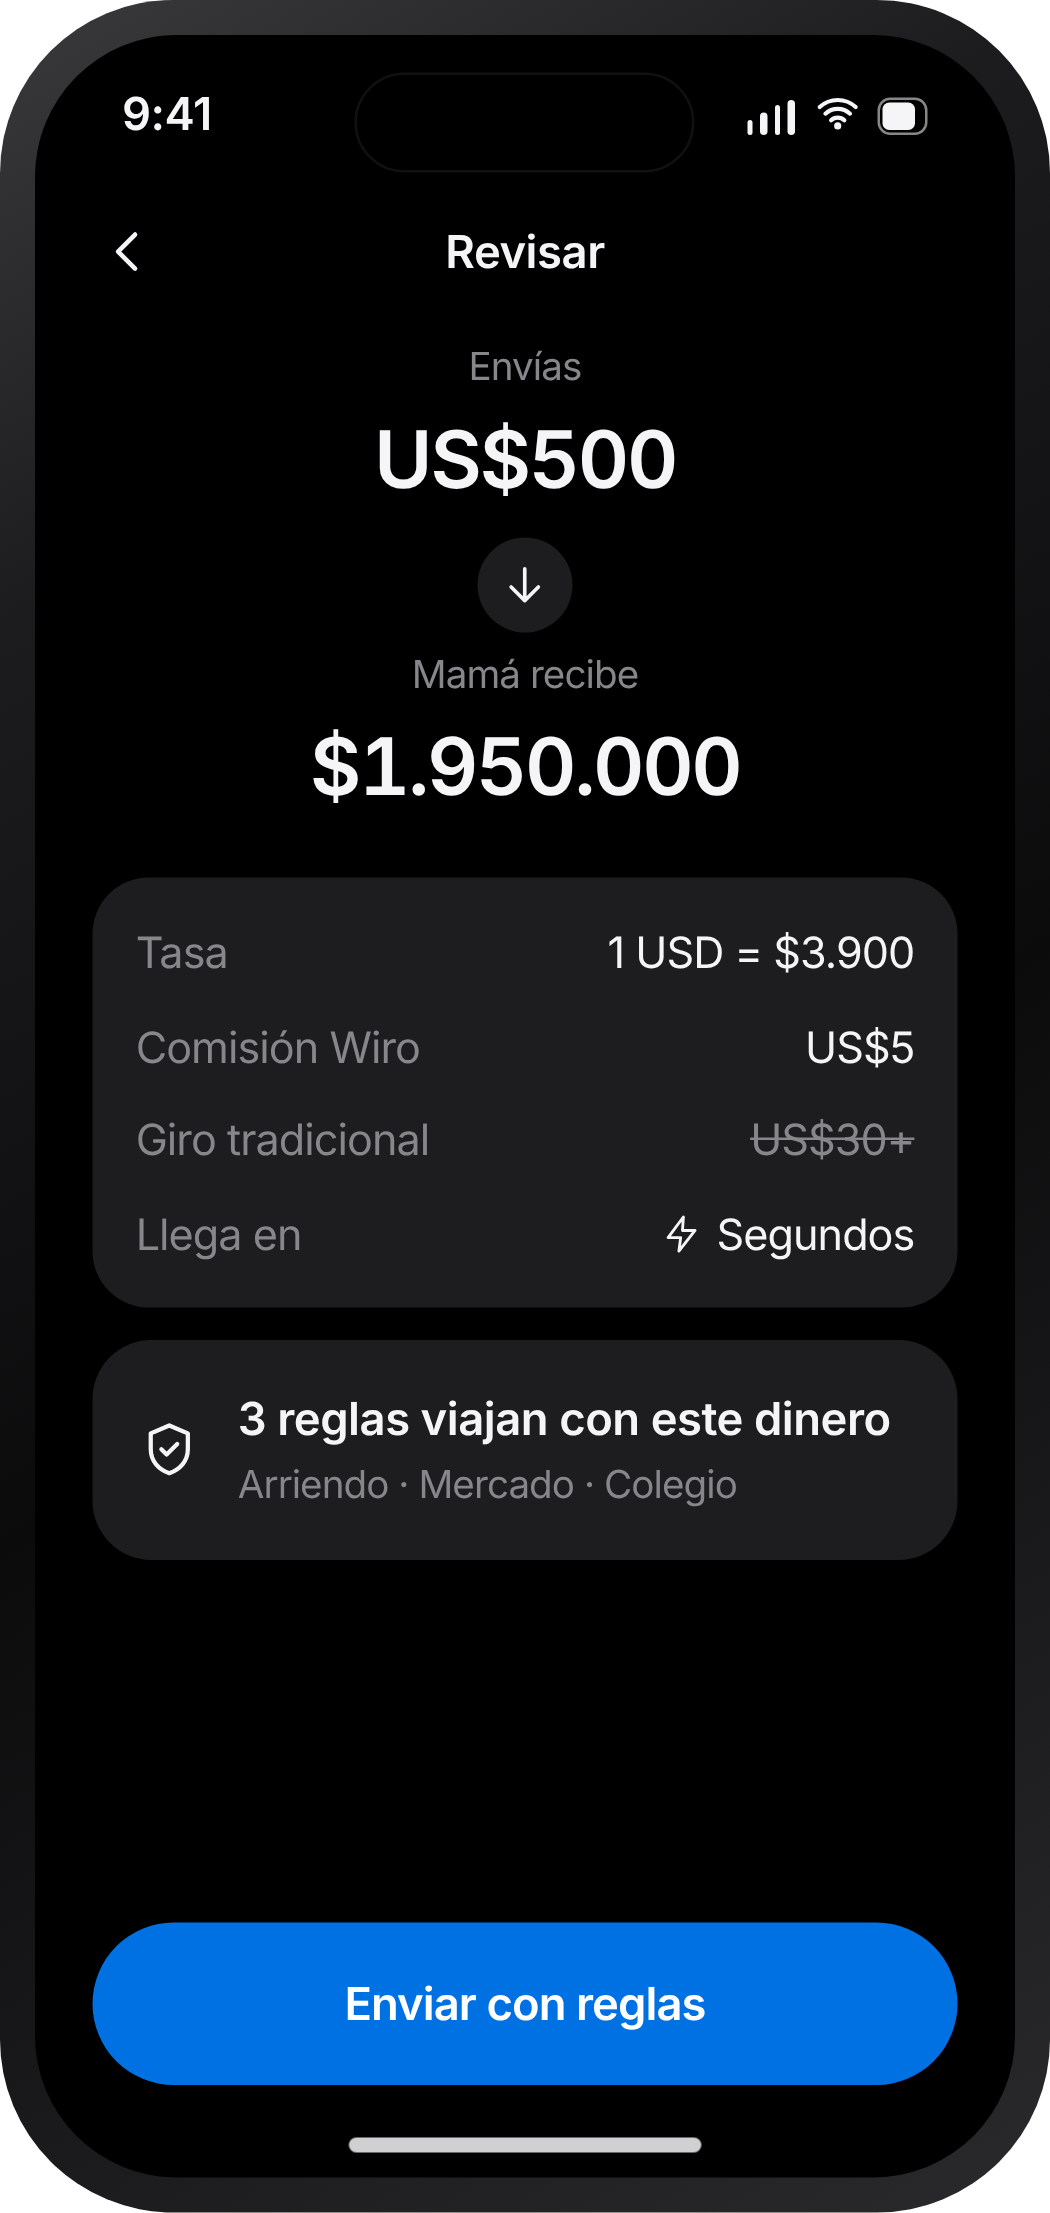 9:41
Revisar
Envías
US$500
Mamá recibe
$1.950.000
Tasa 1 USD = $3.900
Comisión Wiro US$5
Giro tradicional US$30+
Llega en Segundos
3 reglas viajan con este dinero
Arriendo · Mercado · Colegio
Enviar con reglas